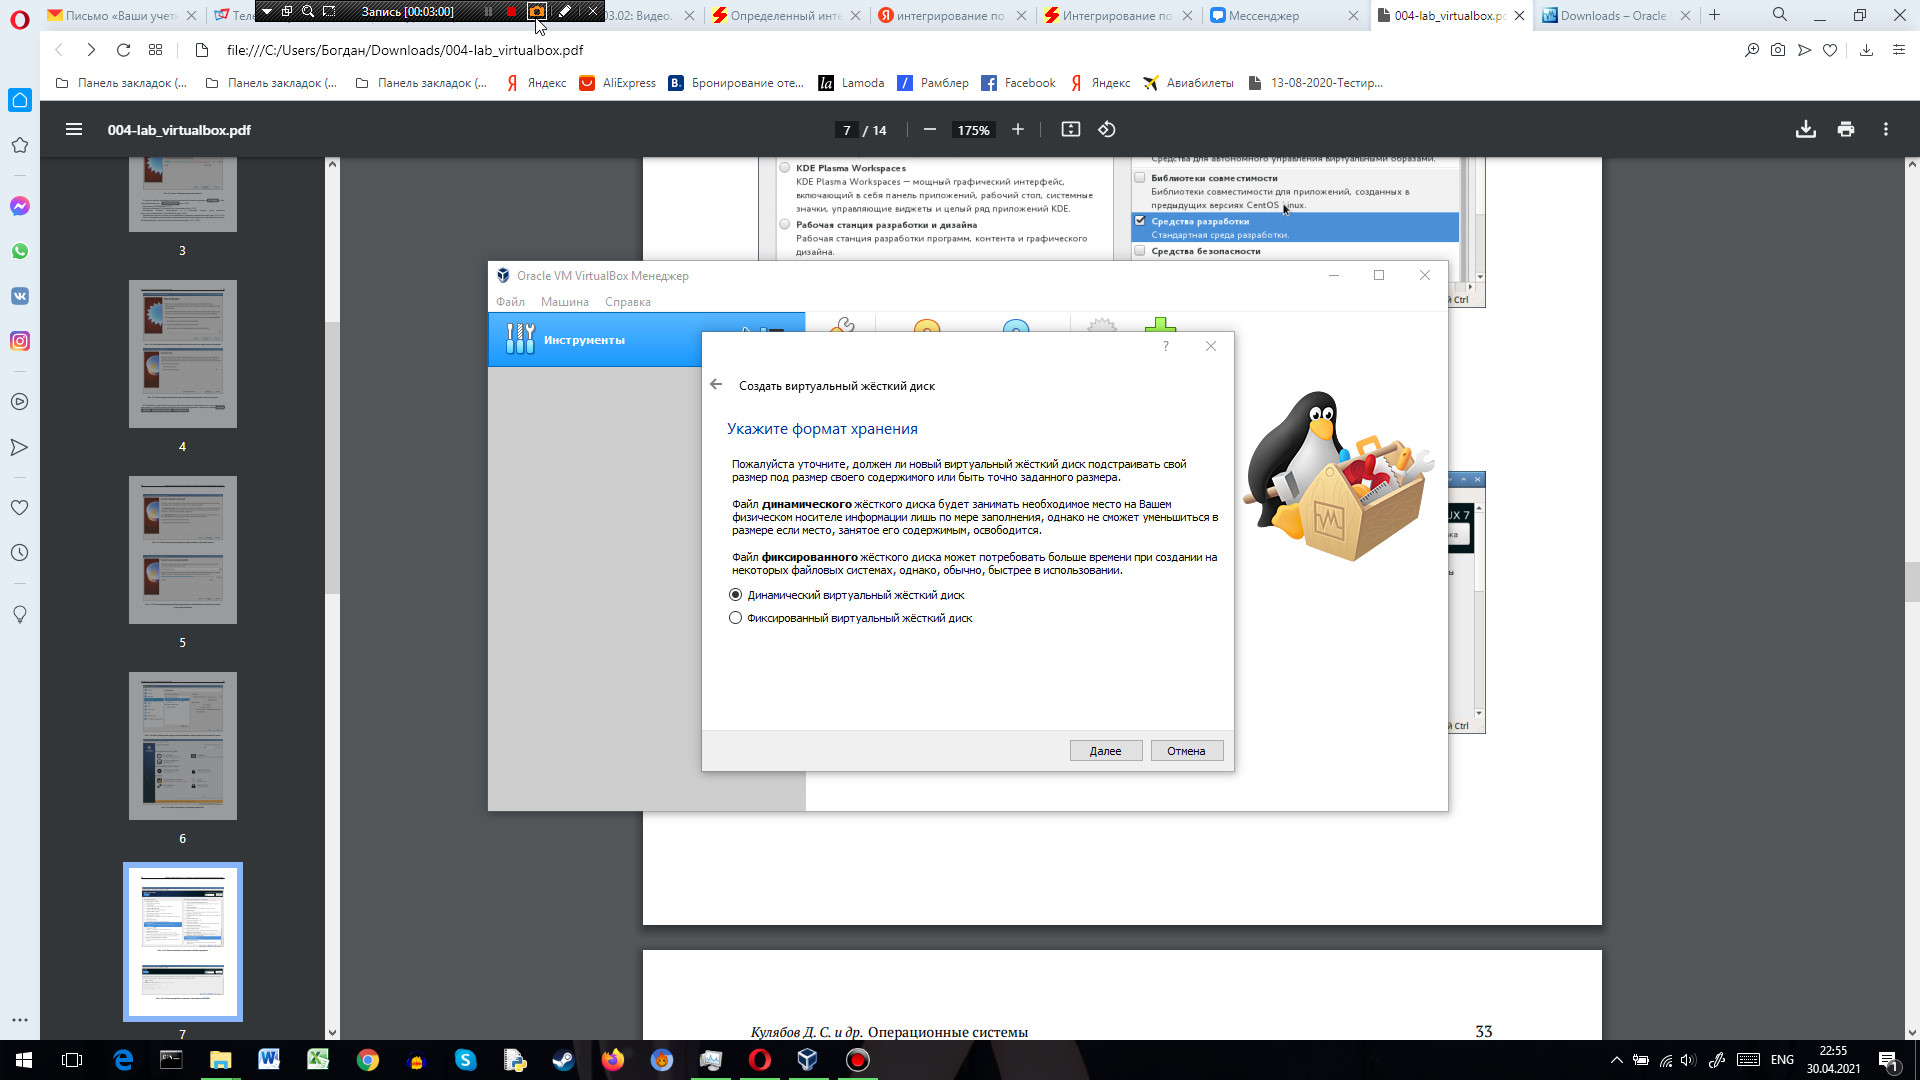 Письмо «Ваши учет
Теле
Запись [00:03:00]
03.02: Видео.
Определенный инте
интегрирование по
Интегрирование по
Мессенджер
004-lab_virtualbox.pd
Downloads – Oracle
file:///C:/Users/Богдан/Downloads/004-lab_virtualbox.pdf
Панель закладок (...
Панель закладок (...
Панель закладок (...
Яндекс
AliExpress
Бронирование оте...
Lamoda
Рамблер
Facebook
Яндекс
Авиабилеты
13-08-2020-Тестир...
004-lab_virtualbox.pdf
7 / 14
175%
3
4
5
6
7
KDE Plasma Workspaces
KDE Plasma Workspaces — мощный графический интерфейс,
включающий в себя панель приложений, рабочий стол, системные
значки, управляющие виджеты и целый ряд приложений KDE.
Рабочая станция разработки и дизайна
Рабочая станция разработки программ, контента и графического
дизайна.
Средства для автономного управления виртуальными образами.
Библиотеки совместимости
Библиотеки совместимости для приложений, созданных в
предыдущих версиях CentOS Linux.
Средства разработки
Стандартная среда разработки.
Средства безопасности
й Ctrl
Oracle VM VirtualBox Менеджер
Файл Машина Справка
Инструменты
?
Создать виртуальный жёсткий диск
Укажите формат хранения
Пожалуйста уточните, должен ли новый виртуальный жёсткий диск подстраивать свой
размер под размер своего содержимого или быть точно заданного размера.
Файл динамического жёсткого диска будет занимать необходимое место на Вашем
физическом носителе информации лишь по мере заполнения, однако не сможет уменьшиться в
размере если место, занятое его содержимым, освободится.
Файл фиксированного жёсткого диска может потребовать больше времени при создании на
некоторых файловых системах, однако, обычно, быстрее в использовании.
Динамический виртуальный жёсткий диск
Фиксированный виртуальный жёсткий диск
Далее
Отмена
UX 7
ка
ы
й Ctrl
Кулябов Д. С. и др. Операционные системы
33
ENG
22:55
30.04.2021
1